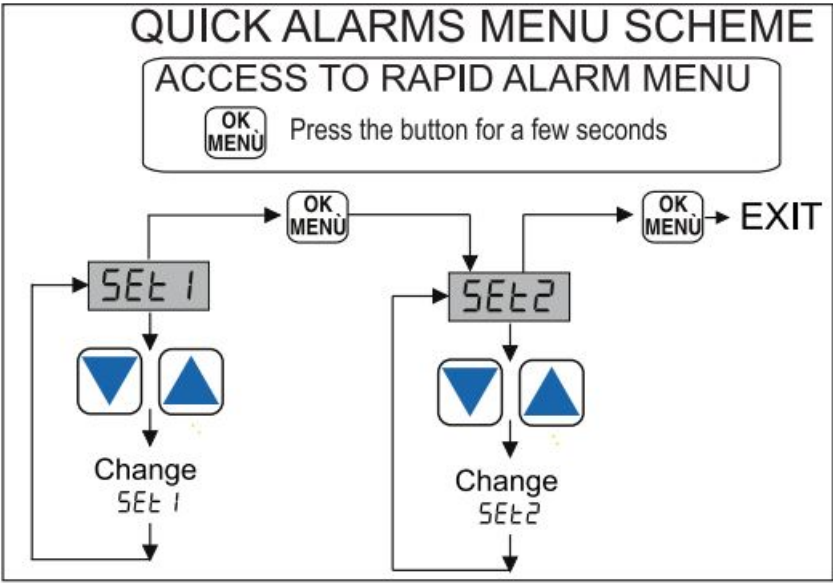 QUICK ALARMS MENU SCHEME
ACCESS TO RAPID ALARM MENU
OK
MENÙ
Press the button for a few seconds
OK
MENÙ
OK
MENÙ
EXIT
SEt 1
SEt2
Change
SEt 1
Change
SEt2